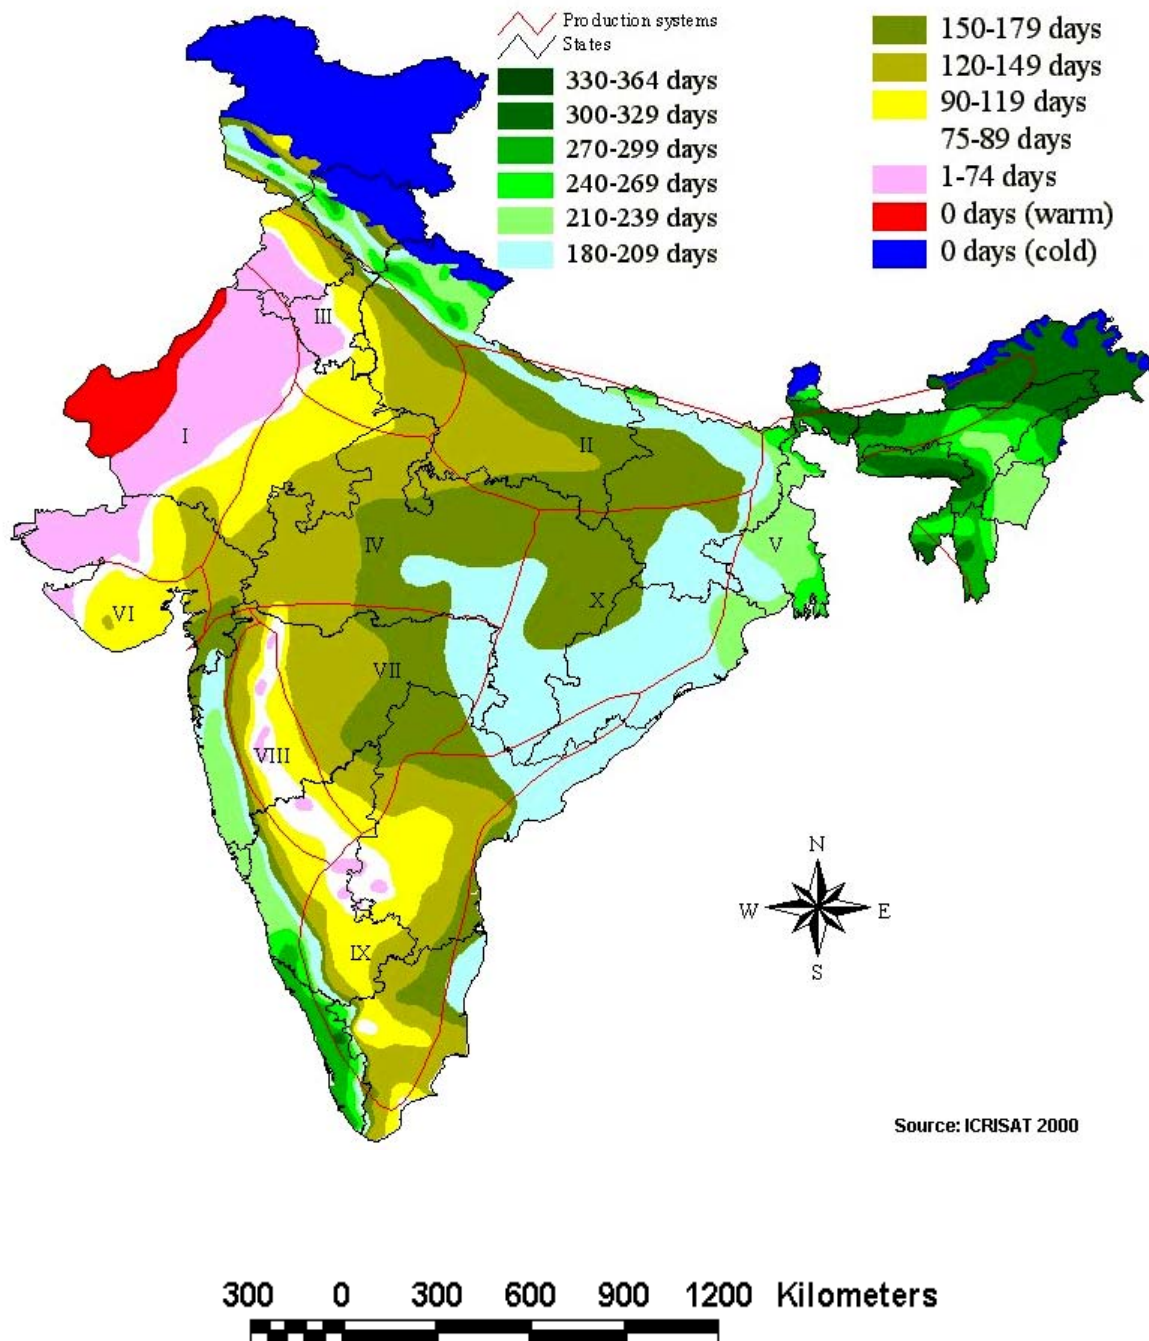 Production systems
States
330-364 days
300-329 days
270-299 days
240-269 days
210-239 days
180-209 days
150-179 days
120-149 days
90-119 days
75-89 days
1-74 days
0 days (warm)
0 days (cold)
III
I
II
IV
V
VI
X
VII
VIII
IX
N
W E
S
Source: ICRISAT 2000
300 0 300 600 900 1200 Kilometers